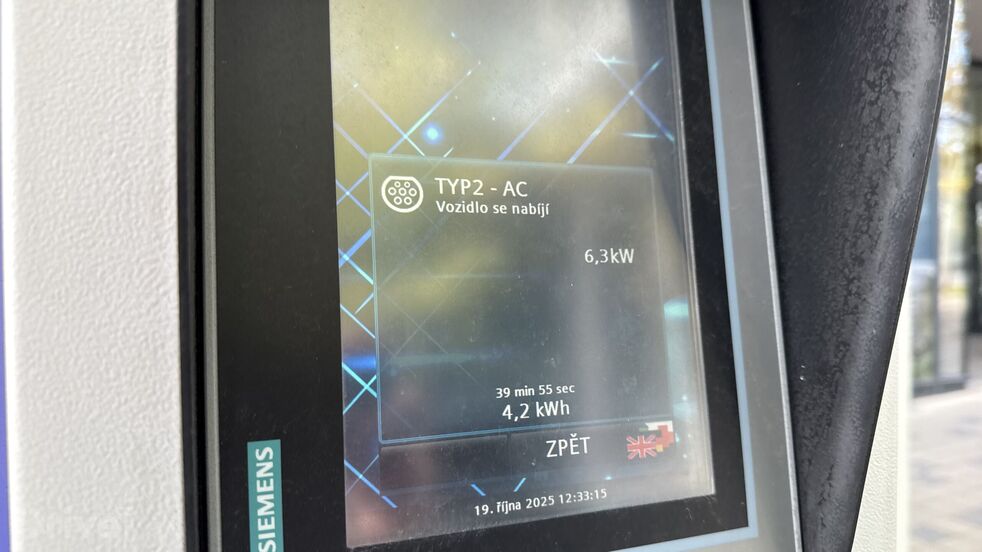 TYP2 - AC
Vozidlo se nabíjí
6,3kW
39 min 55 sec
4,2 kWh
ZPĚT
19. října 2025 12:33:15
SIEMENS